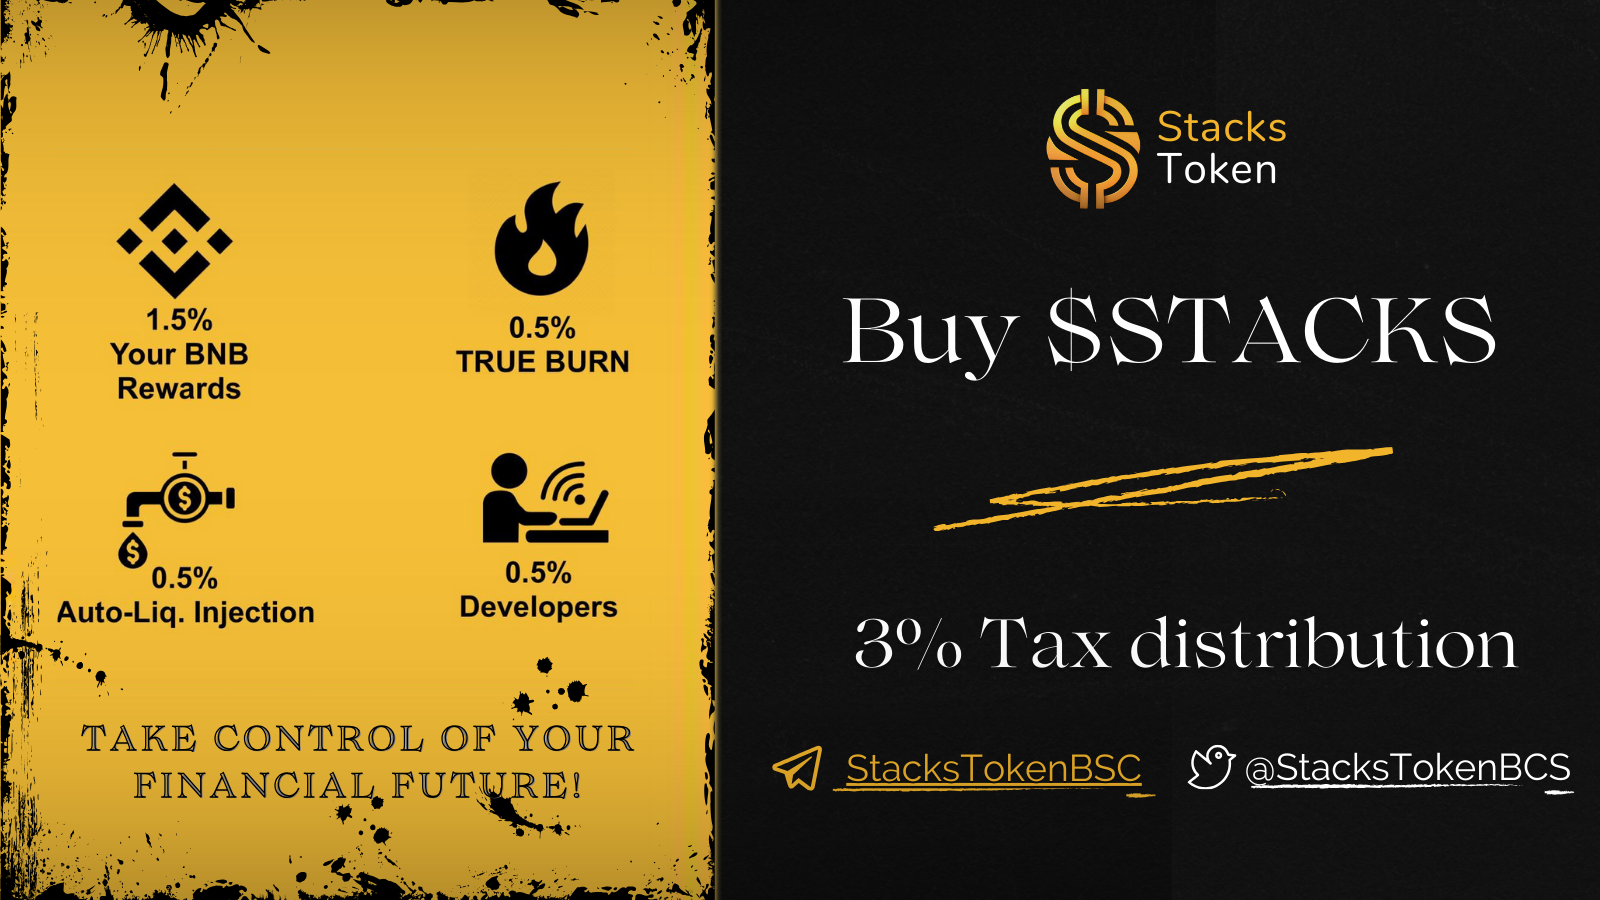 1.5%
Your BNB
Rewards
0.5%
TRUE BURN
0.5%
Auto-Liq. Injection
0.5%
Developers
TAKE CONTROL OF YOUR
FINANCIAL FUTURE!
Stacks
Token
Buy $STACKS
3% Tax distribution
StacksTokenBSC
@StacksTokenBCS